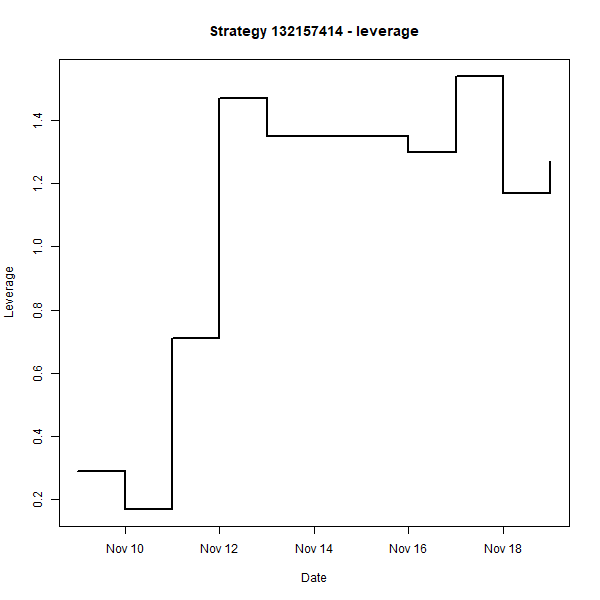 Strategy 132157414 - leverage
Leverage
1.4
1.2
1.0
0.8
0.6
0.4
0.2
Nov 10
Nov 12
Nov 14
Nov 16
Nov 18
Date